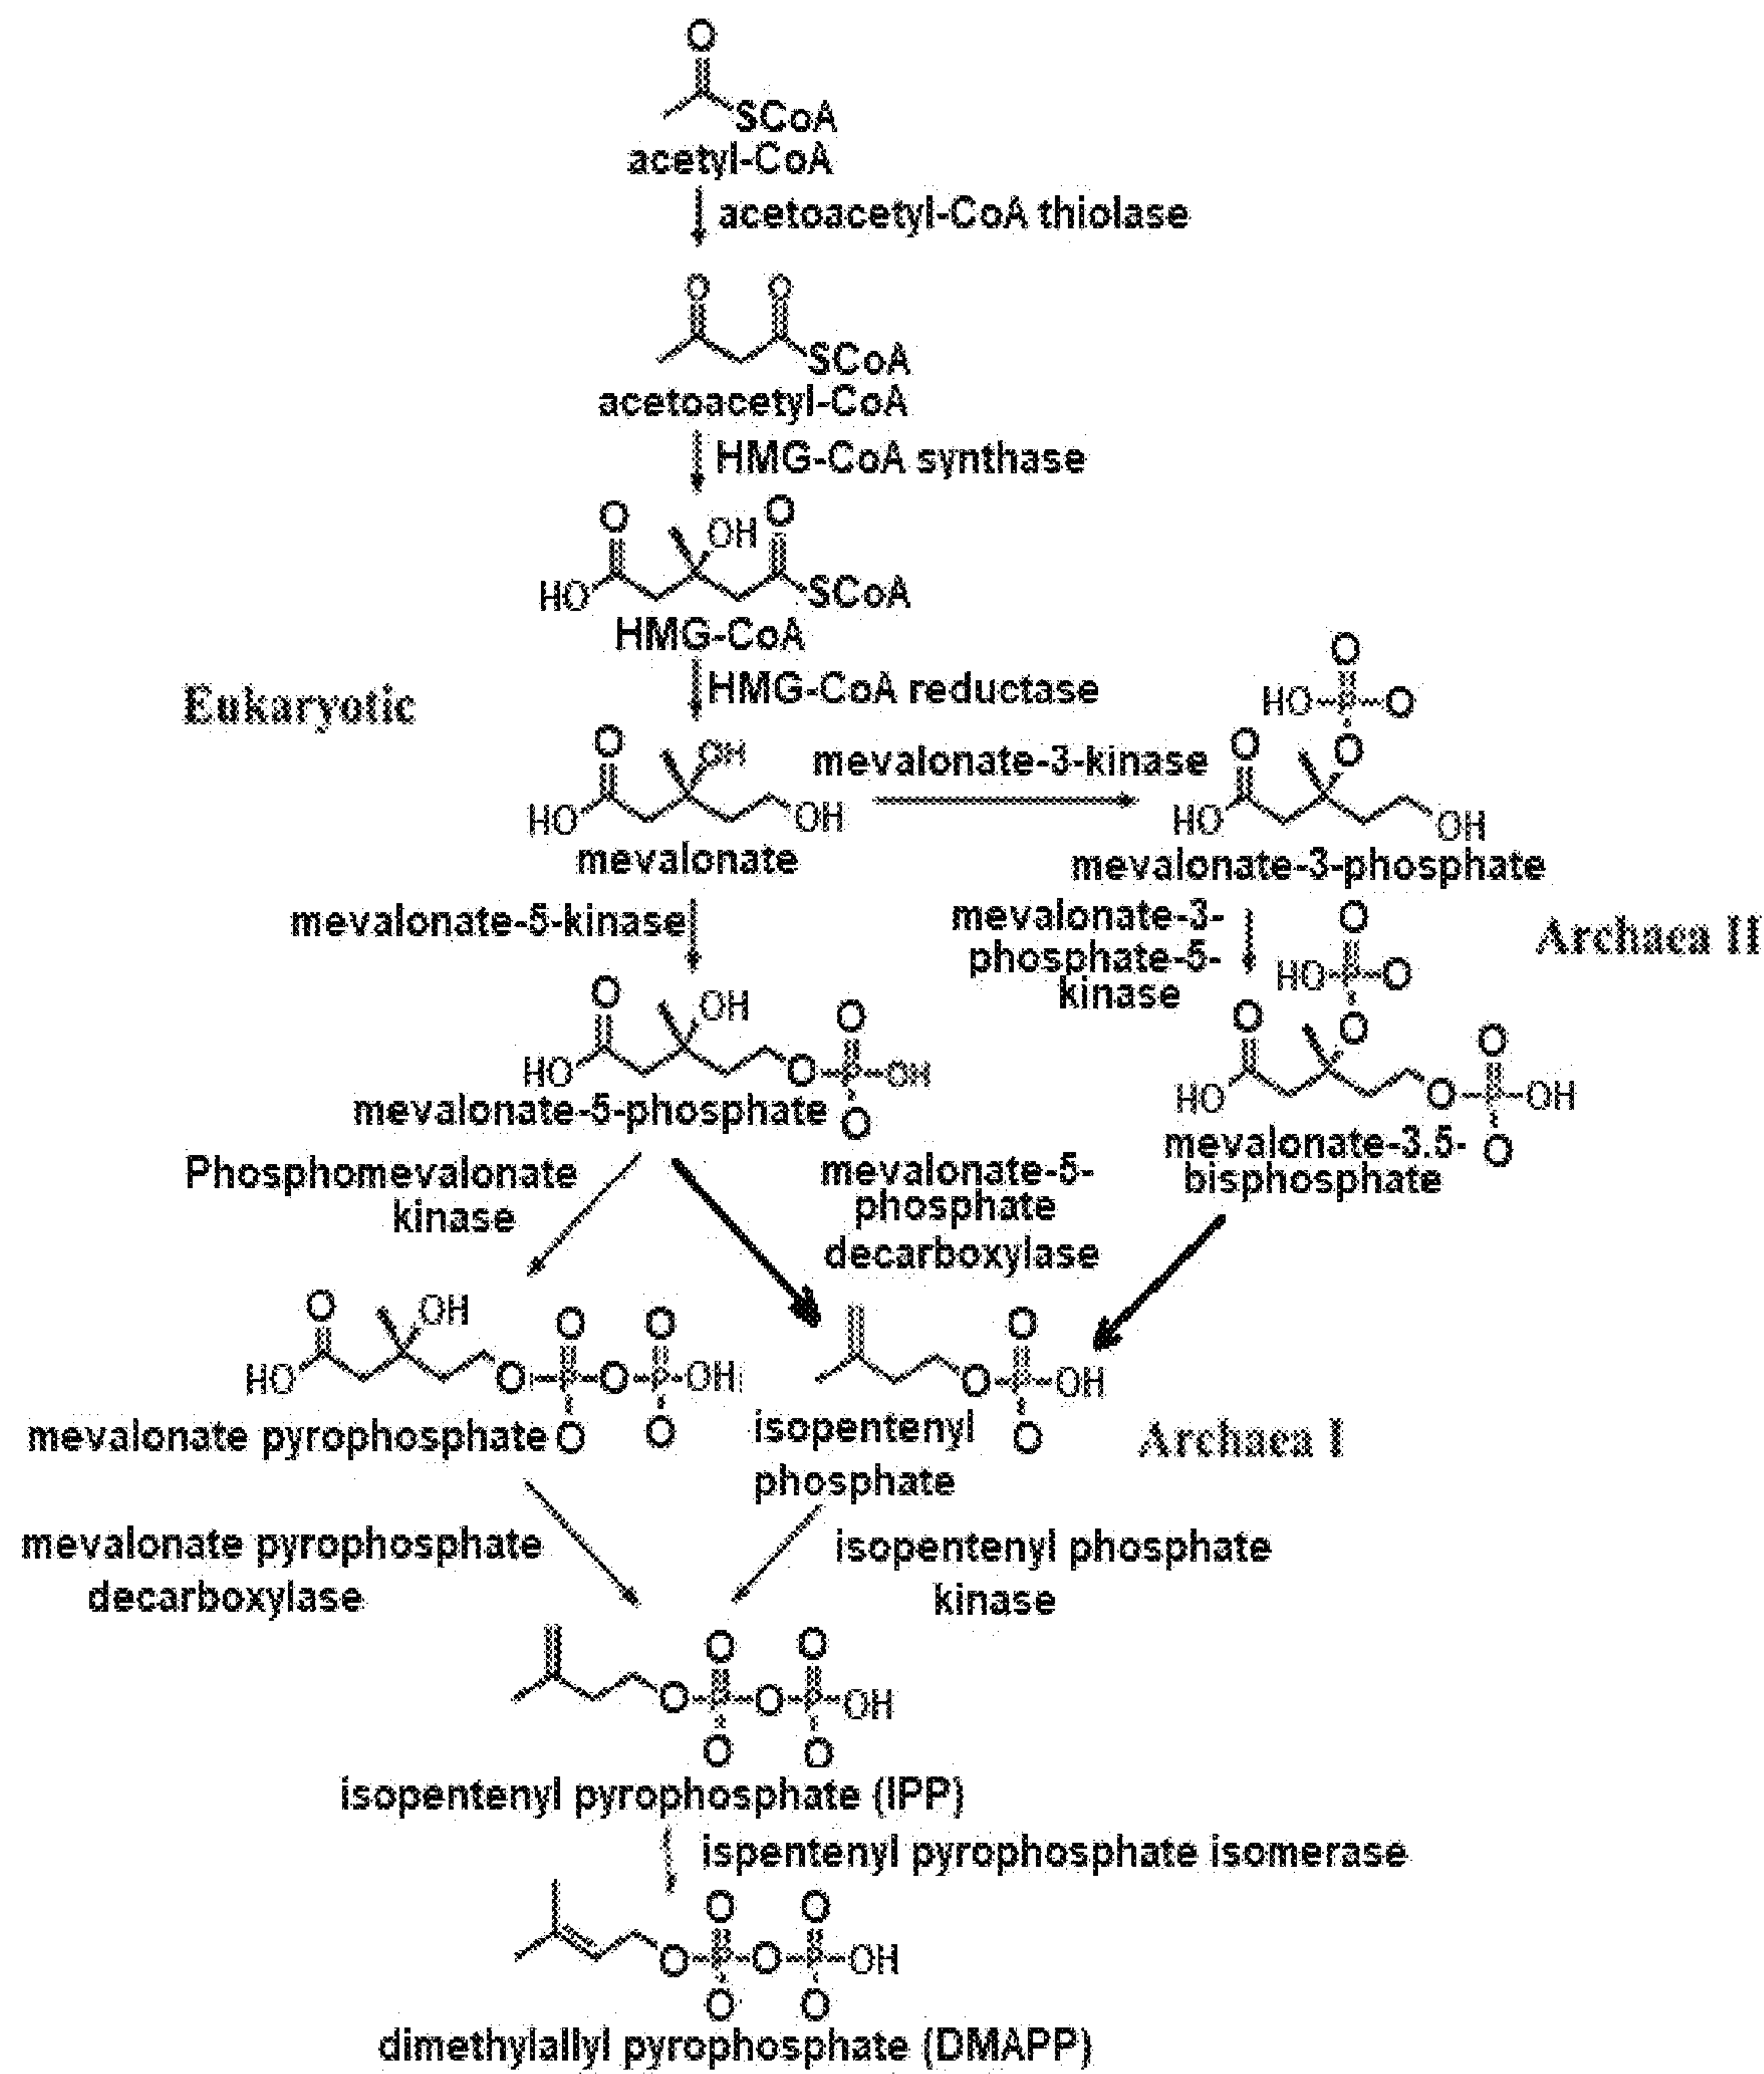 O
SCoA
acetyl-CoA
acetoacetyl-CoA thiolase
O O
SCoA
acetoacetyl-CoA
HMG-CoA synthase
O OH O
HO SCoA
HMG-CoA
Eukaryotic
HMG-CoA reductase
O
HO-P-O
O OH
mevalonate-3-kinase
O O
HO OH
mevalonate
HO OH
mevalonate-3-phosphate
mevalonate-5-kinase
mevalonate-3-
phosphate-5-
kinase
O
HO-P-O
Archaea II
O OH O
HO O-P-OH
O
mevalonate-5-phosphate
O O O
HO O-P-OH
O
mevalonate-3.5-
bisphosphate
Phosphomevalonate
kinase
mevalonate-5-
phosphate
decarboxylase
O OH O O
HO O-P-O-P-OH
O O
mevalonate pyrophosphate
O
O-P-OH
O
isopentenyl
phosphate
Archaea I
mevalonate pyrophosphate
decarboxylase
isopentenyl phosphate
kinase
O O
O-P-O-P-OH
O O
isopentenyl pyrophosphate (IPP)
ispentenyl pyrophosphate isomerase
O O
O-P-O-P-OH
O O
dimethylallyl pyrophosphate (DMAPP)